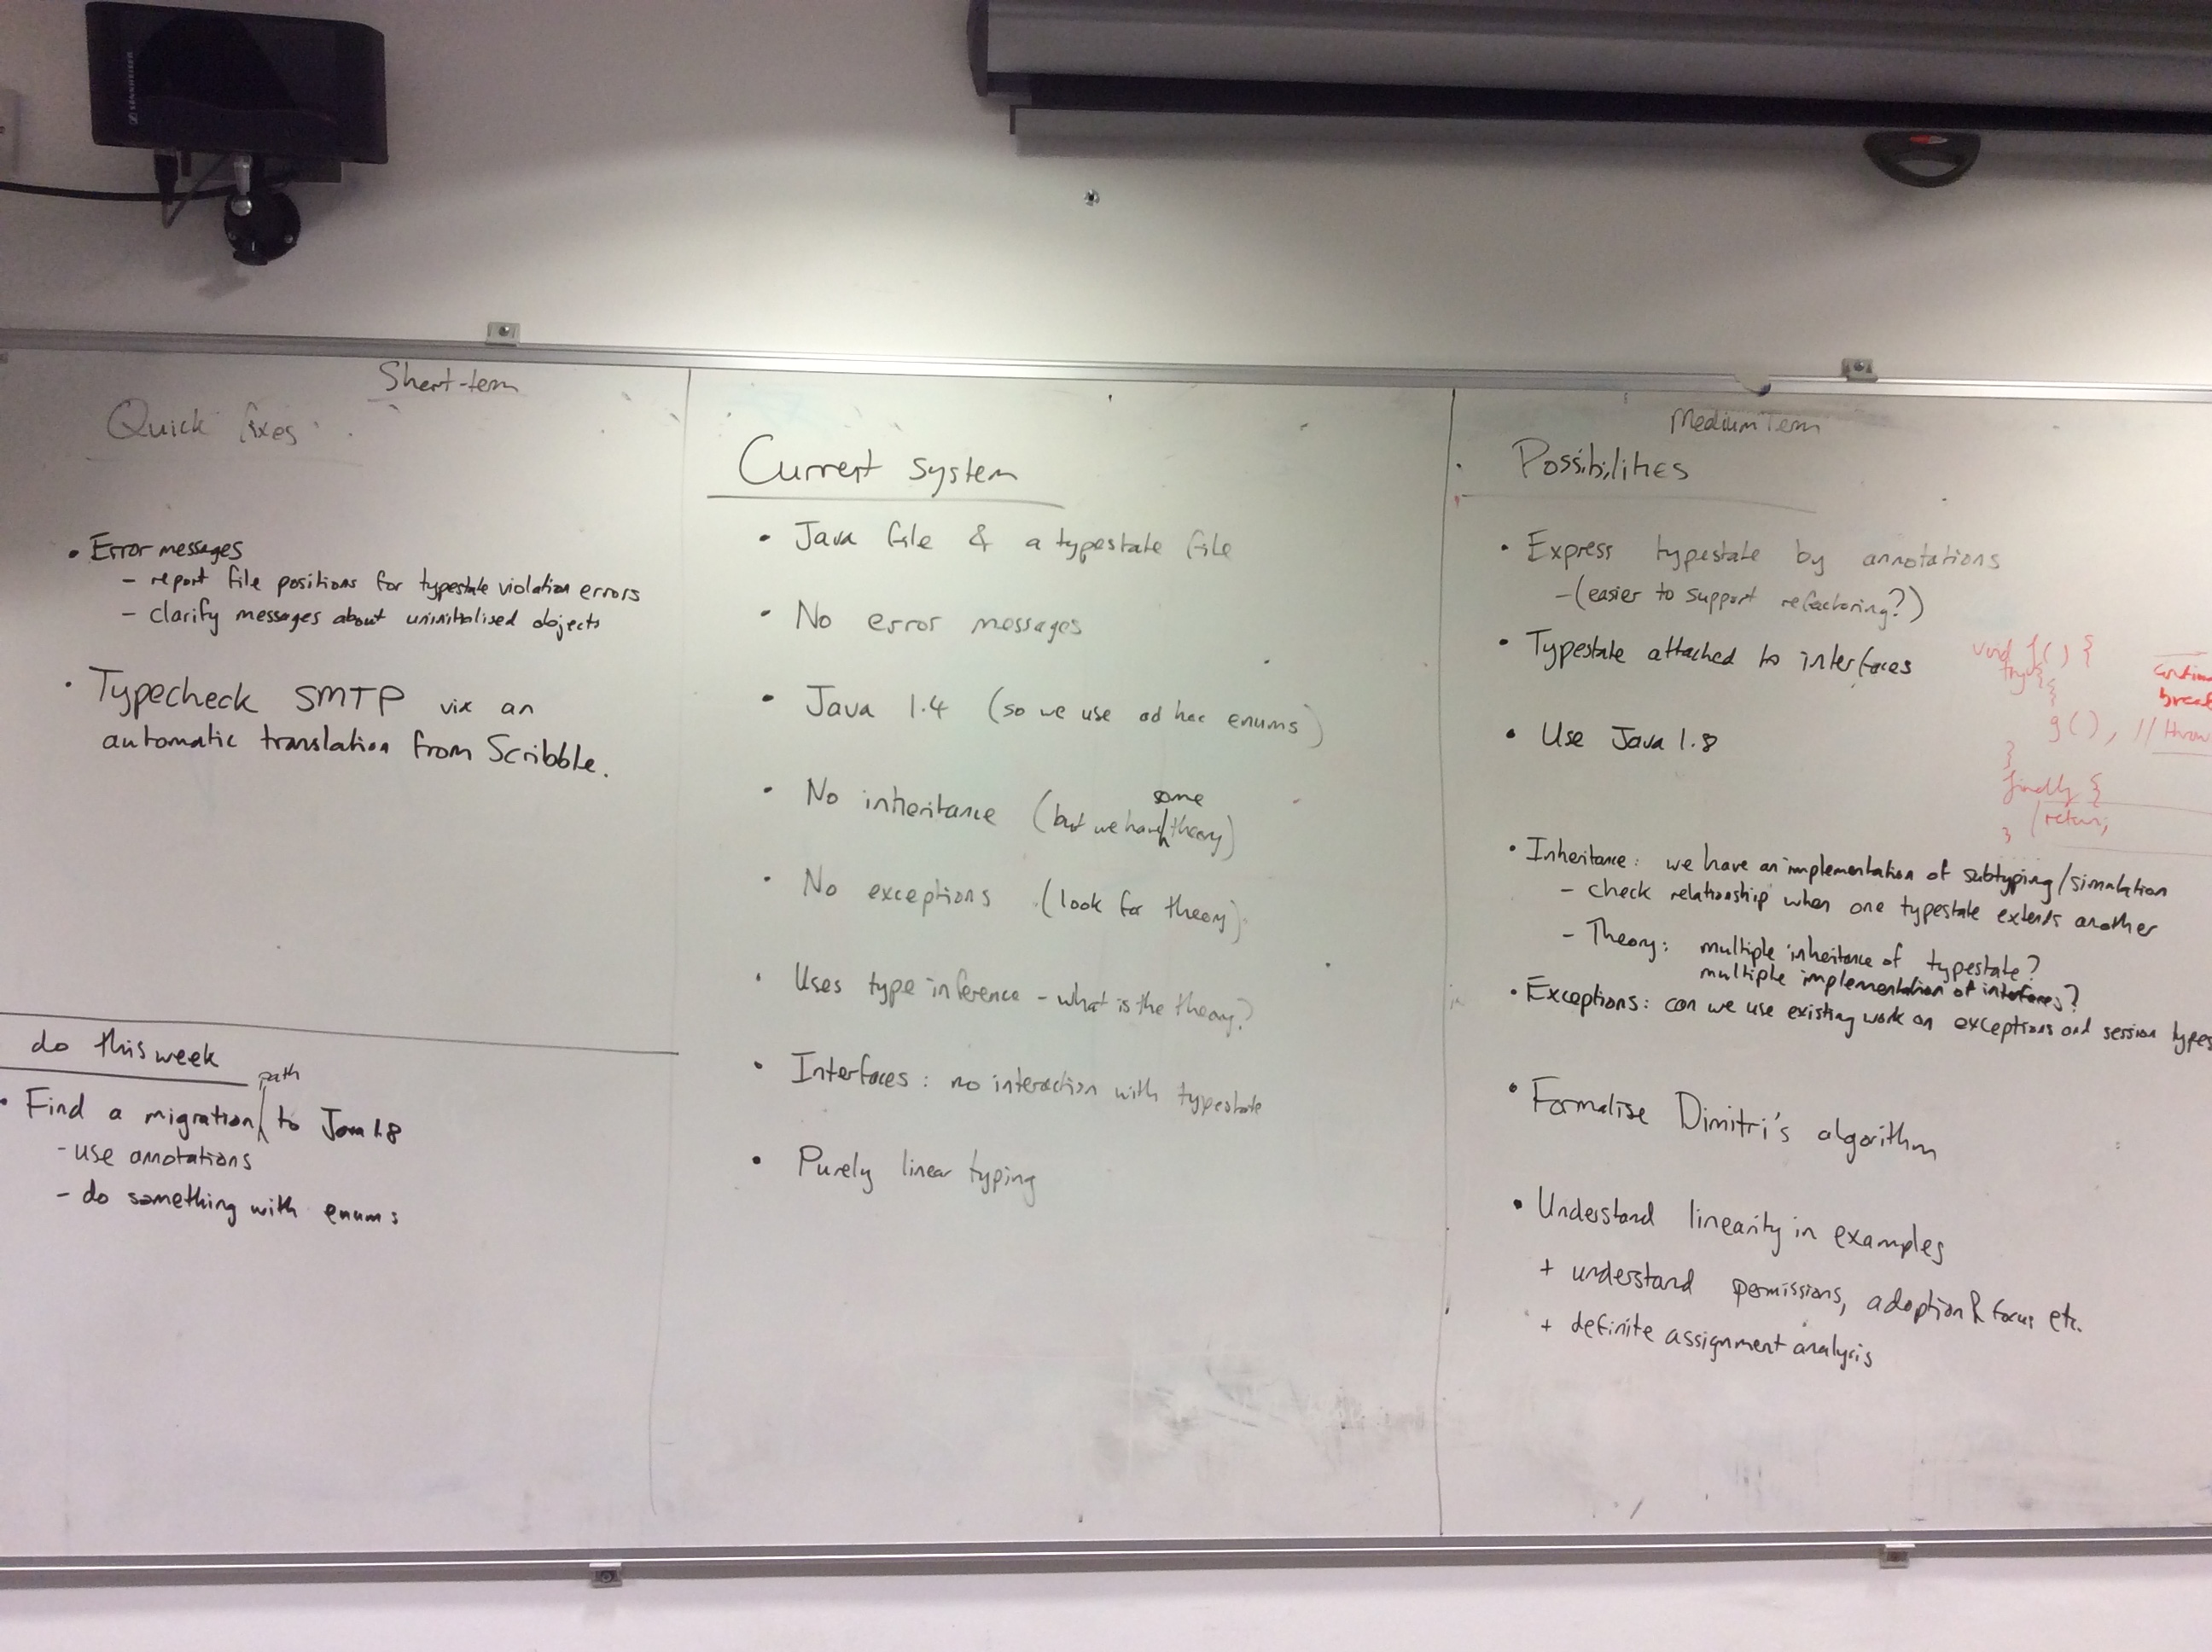 SENNHEISER
Short-term
Quick fixes
• Error messages
– report file positions for typestate violation errors
– clarify messages about uninitialised objects
• Typecheck SMTP via an
automatic translation from Scribble.
do this week
path
• Find a migration to Java 1.8
- use annotations
– do something with enums
Current system
• Java file & a typestate file
• No error messages
• Java 1.4 (so we use ad hoc enums)
some
• No inheritance (but we have theory)
• No exceptions (look for theory)
• Uses type inference – what is the theory?
• Interfaces : no interaction with typestate
• Purely linear typing
Medium Term
Possibilities
• Express typestate by annotations
– (easier to support refactoring?)
• Typestate attached to interfaces
• Use Java 1.8
• Inheritance: we have an implementation of subtyping/simulation
– check relationship when one typestate extends another
– Theory: multiple inheritance of typestate?
multiple implementation of interfaces?
• Exceptions: can we use existing work on exceptions and session types
• Formalise Dimitri's algorithm
• Understand linearity in examples
+ understand permissions, adoption & focus etc.
+ definite assignment analysis
void f() {
try {
{
g(), // throw
}
finally {
return;
}